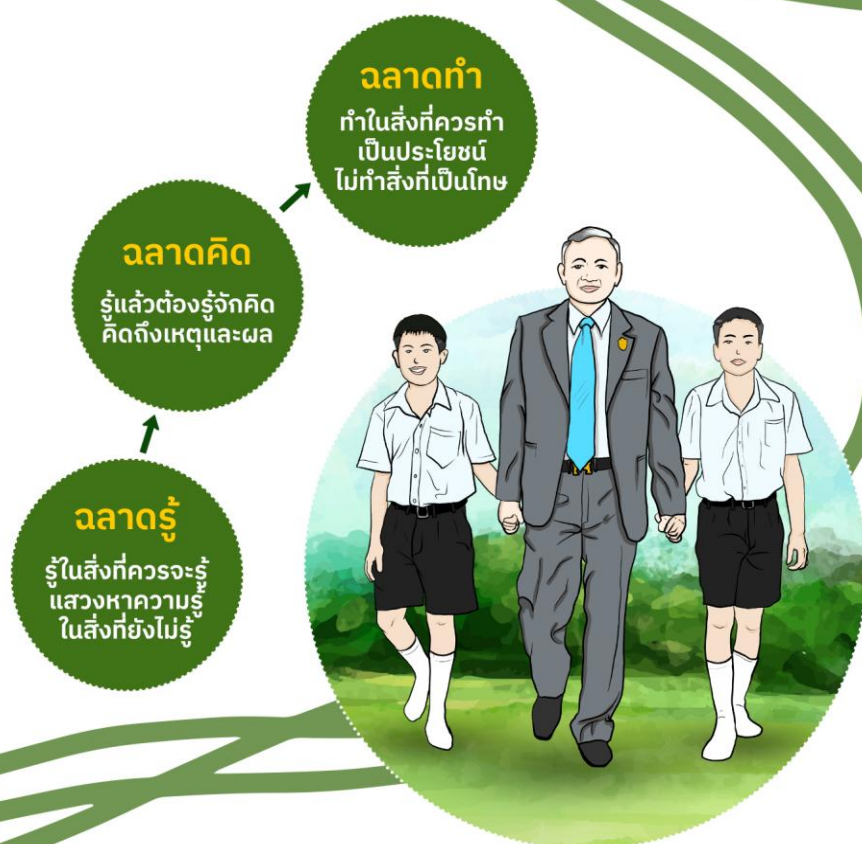 ฉลาดทำ
ทำในสิ่งที่ควรทำ
เป็นประโยชน์
ไม่ทำสิ่งที่เป็นโทษ
ฉลาดคิด
รู้แล้วต้องรู้จักคิด
คิดถึงเหตุและผล
ฉลาดรู้
รู้ในสิ่งที่ควรจะรู้
แสวงหาความรู้
ในสิ่งที่ยังไม่รู้